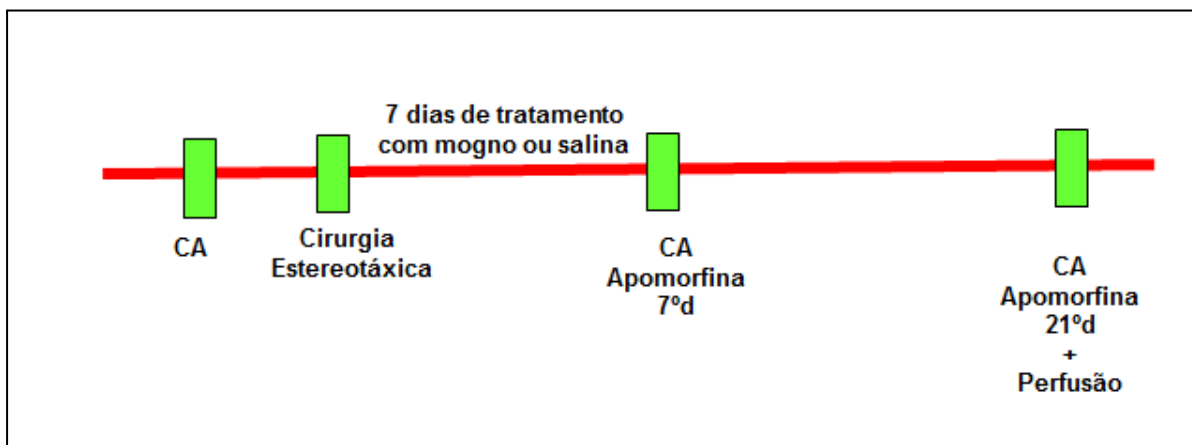 7 dias de tratamento
com mogno ou salina
CA
Cirurgia
Estereotáxica
CA
Apomorfina
7ºd
CA
Apomorfina
21ºd
+
Perfusão